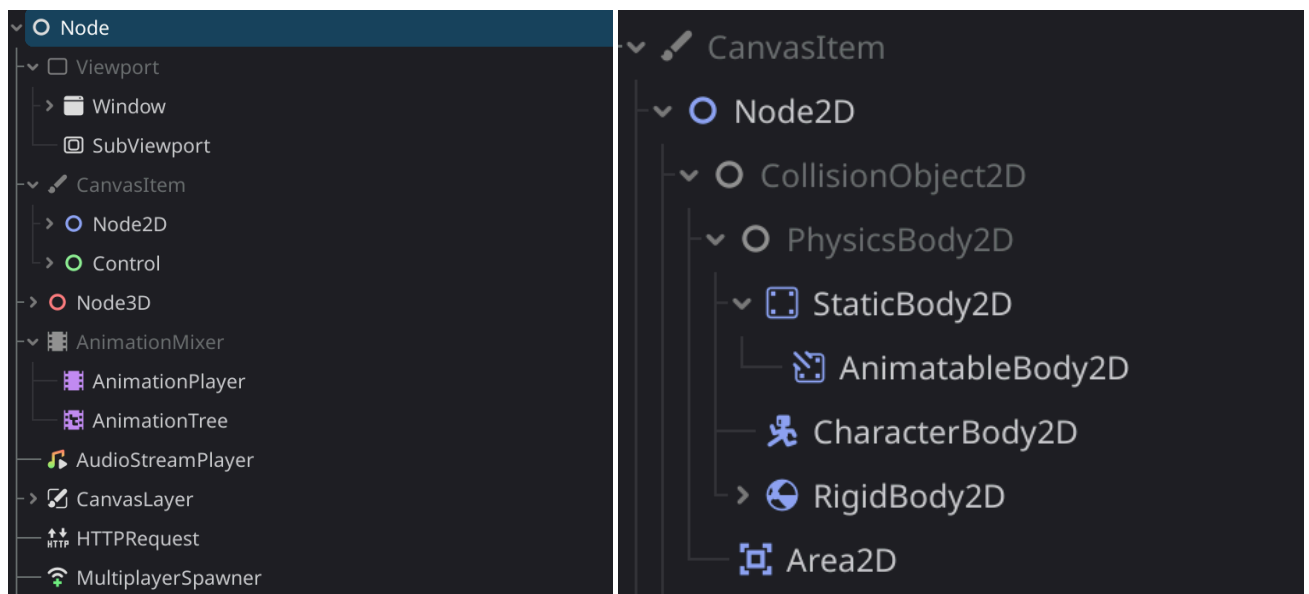 Node
Viewport
Window
SubViewport
CanvasItem
Node2D
Control
Node3D
AnimationMixer
AnimationPlayer
AnimationTree
AudioStreamPlayer
CanvasLayer
HTTP HTTPRequest
MultiplayerSpawner
CanvasItem
Node2D
CollisionObject2D
PhysicsBody2D
StaticBody2D
AnimatableBody2D
CharacterBody2D
RigidBody2D
Area2D